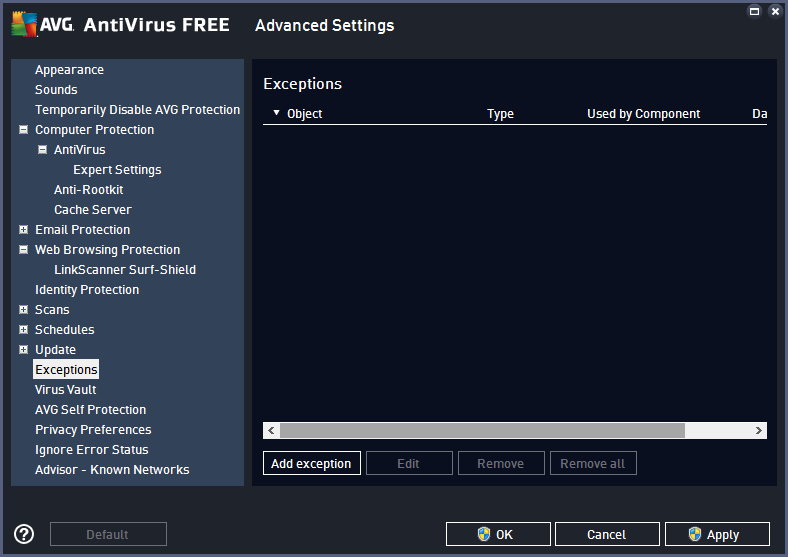 AVG AntiVirus FREE Advanced Settings
Appearance
Sounds
Temporarily Disable AVG Protection
Computer Protection
AntiVirus
Expert Settings
Anti-Rootkit
Cache Server
Email Protection
Web Browsing Protection
LinkScanner Surf-Shield
Identity Protection
Scans
Schedules
Update
Exceptions
Virus Vault
AVG Self Protection
Privacy Preferences
Ignore Error Status
Advisor - Known Networks
Exceptions
Object Type Used by Component Da
Add exception Edit Remove Remove all
Default OK Cancel Apply